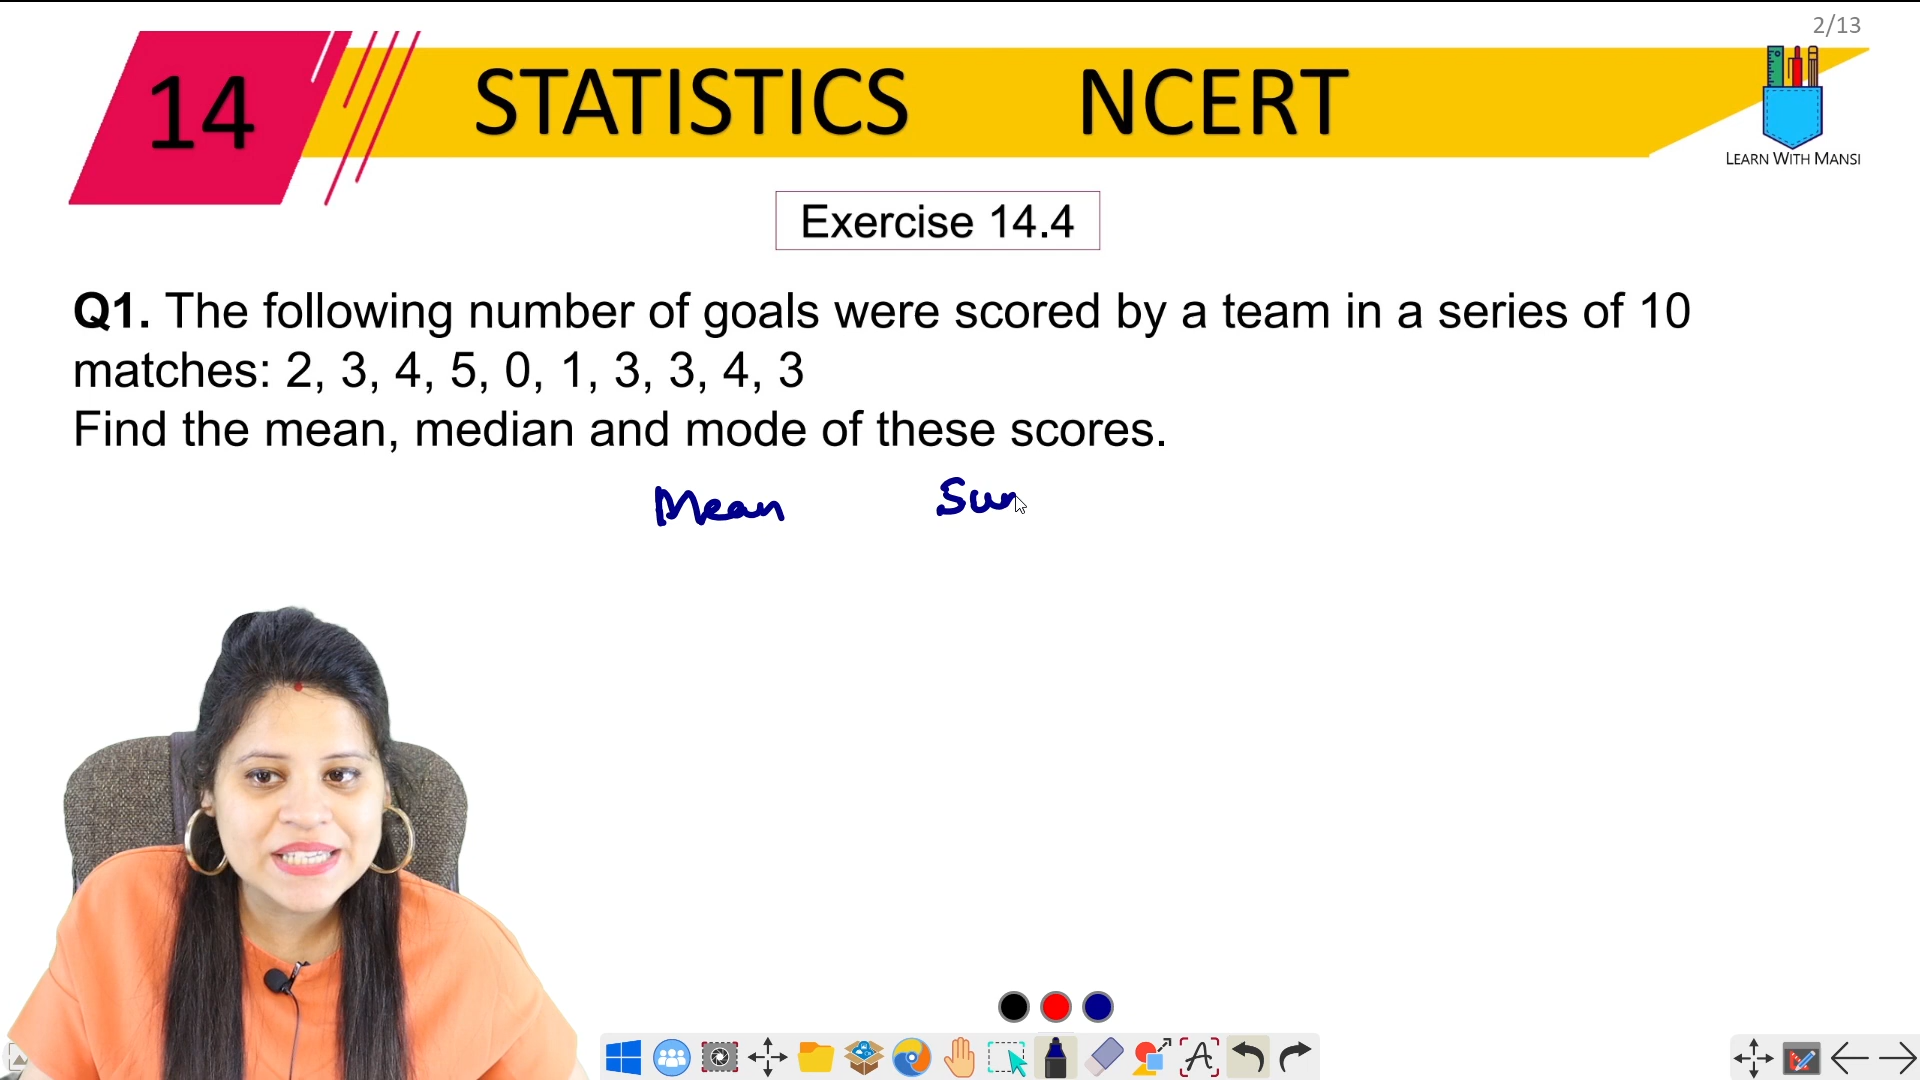 2/13
14 STATISTICS NCERT
LEARN WITH MANSI
Exercise 14.4
Q1. The following number of goals were scored by a team in a series of 10
matches: 2, 3, 4, 5, 0, 1, 3, 3, 4, 3
Find the mean, median and mode of these scores.
Mean Sum